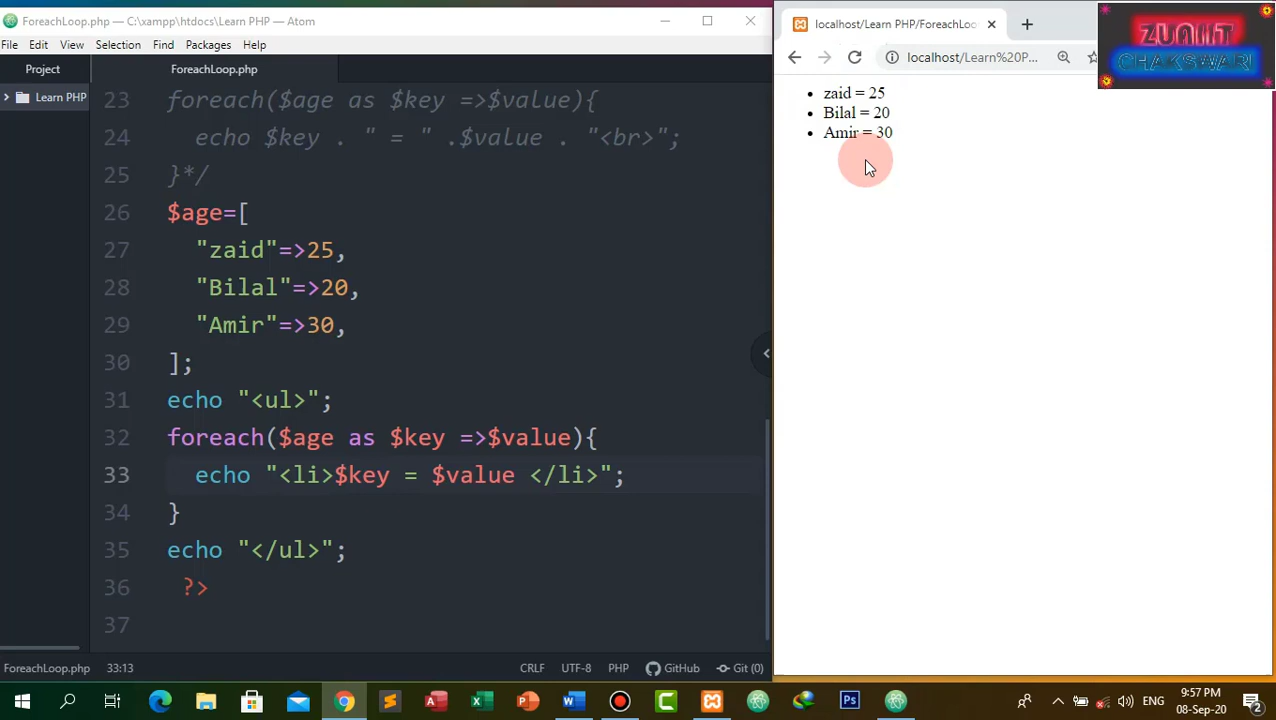 ForeachLoop.php — C:\xampp\htdocs\Learn PHP — Atom
File Edit View Selection Find Packages Help
Project
ForeachLoop.php
Learn PHP
23 foreach($age as $key =>$value){
24 echo $key . " = " .$value . "<br>";
25 }*/
26 $age=[
27 "zaid"=>25,
28 "Bilal"=>20,
29 "Amir"=>30,
30 ];
31 echo "<ul>";
32 foreach($age as $key =>$value){
33 echo "<li>$key = $value </li>";
34 }
35 echo "</ul>";
36 ?>
37
ForeachLoop.php 33:13 CRLF UTF-8 PHP GitHub Git (0)
localhost/Learn PHP/ForeachLoo
localhost/Learn%20P...
ZUAIIT
CHAKSWARI
zaid = 25
Bilal = 20
Amir = 30
ENG
9:57 PM
08-Sep-20
2